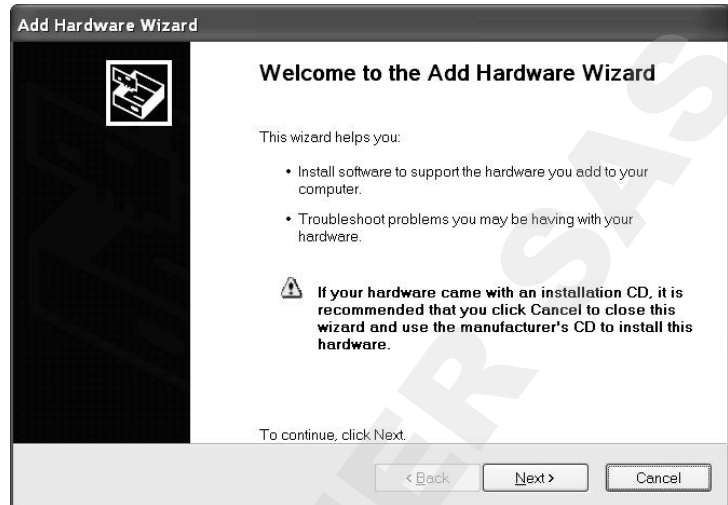 Add Hardware Wizard
Welcome to the Add Hardware Wizard
This wizard helps you:
• Install software to support the hardware you add to your
computer.
• Troubleshoot problems you may be having with your
hardware.
If your hardware came with an installation CD, it is
recommended that you click Cancel to close this
wizard and use the manufacturer's CD to install this
hardware.
To continue, click Next.
< Back
Next >
Cancel